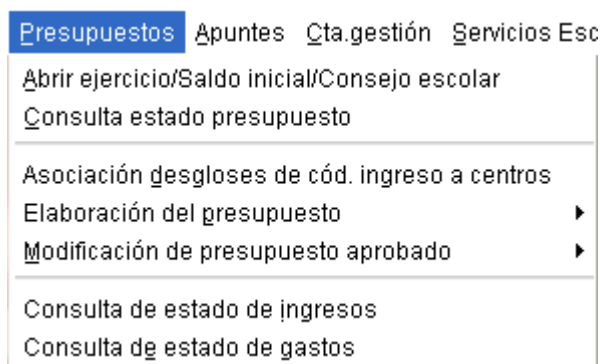 Presupuestos Apuntes Cta.gestión Servicios Esc
Abrir ejercicio/Saldo inicial/Consejo escolar
Consulta estado presupuesto
Asociación desgloses de cód. ingreso a centros
Elaboración del presupuesto
Modificación de presupuesto aprobado
Consulta de estado de ingresos
Consulta de estado de gastos